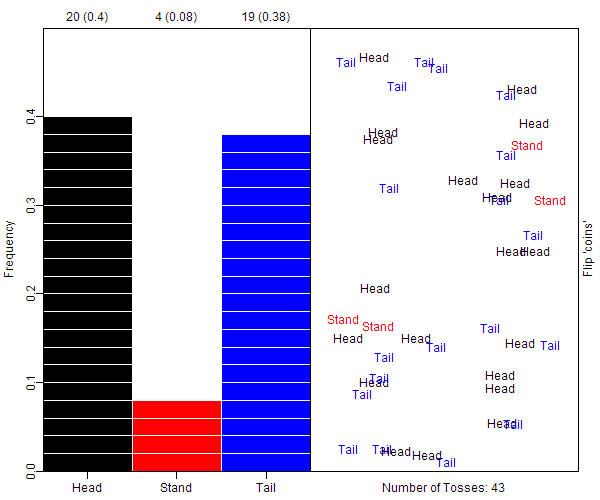 20 (0.4) 4 (0.08) 19 (0.38)
Frequency
0.4
0.3
0.2
0.1
0.0
Head Stand Tail
Tail Head Tail
Tail
Tail
Head
Tail
Head
Head
Head
Stand
Tail
Head Head
Tail
Head
Tail Stand
Tail
Head Head
Head
Stand
Stand
Tail
Head Head
Head Tail
Tail
Tail
Head
Tail
Head
Head
Tail
Head
Tail
Tail Tail
Head
Head
Tail
Number of Tosses: 43
Flip 'coins'